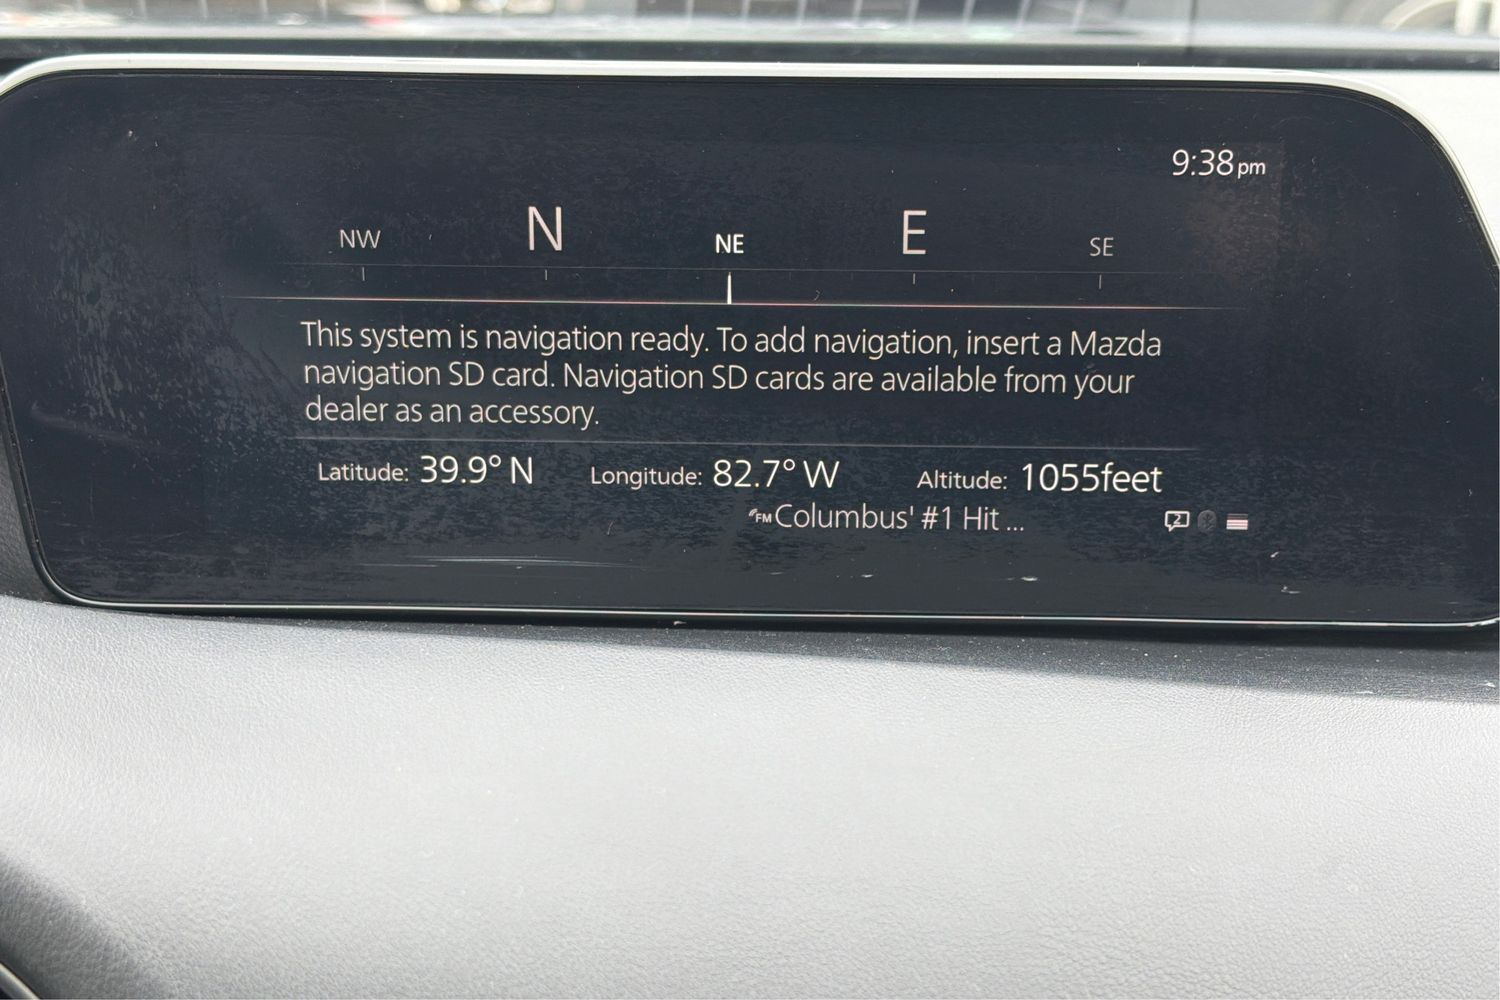 9:38pm
NW N NE E SE
This system is navigation ready. To add navigation, insert a Mazda
navigation SD card. Navigation SD cards are available from your
dealer as an accessory.
Latitude: 39.9° N Longitude: 82.7° W Altitude: 1055feet
FM Columbus' #1 Hit ...
2